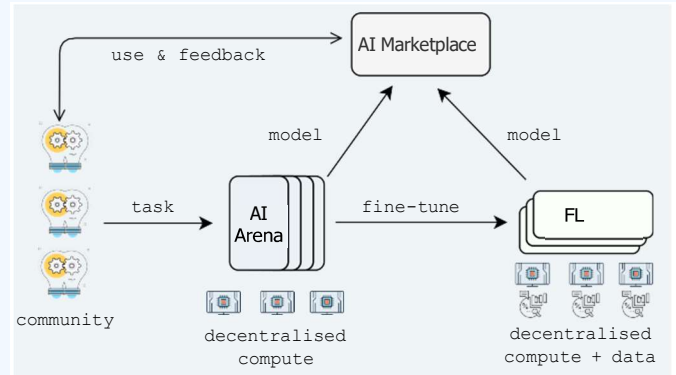 AI Marketplace
use & feedback
model
model
task
AI
Arena
fine-tune
FL
community
decentralised
compute
decentralised
compute + data